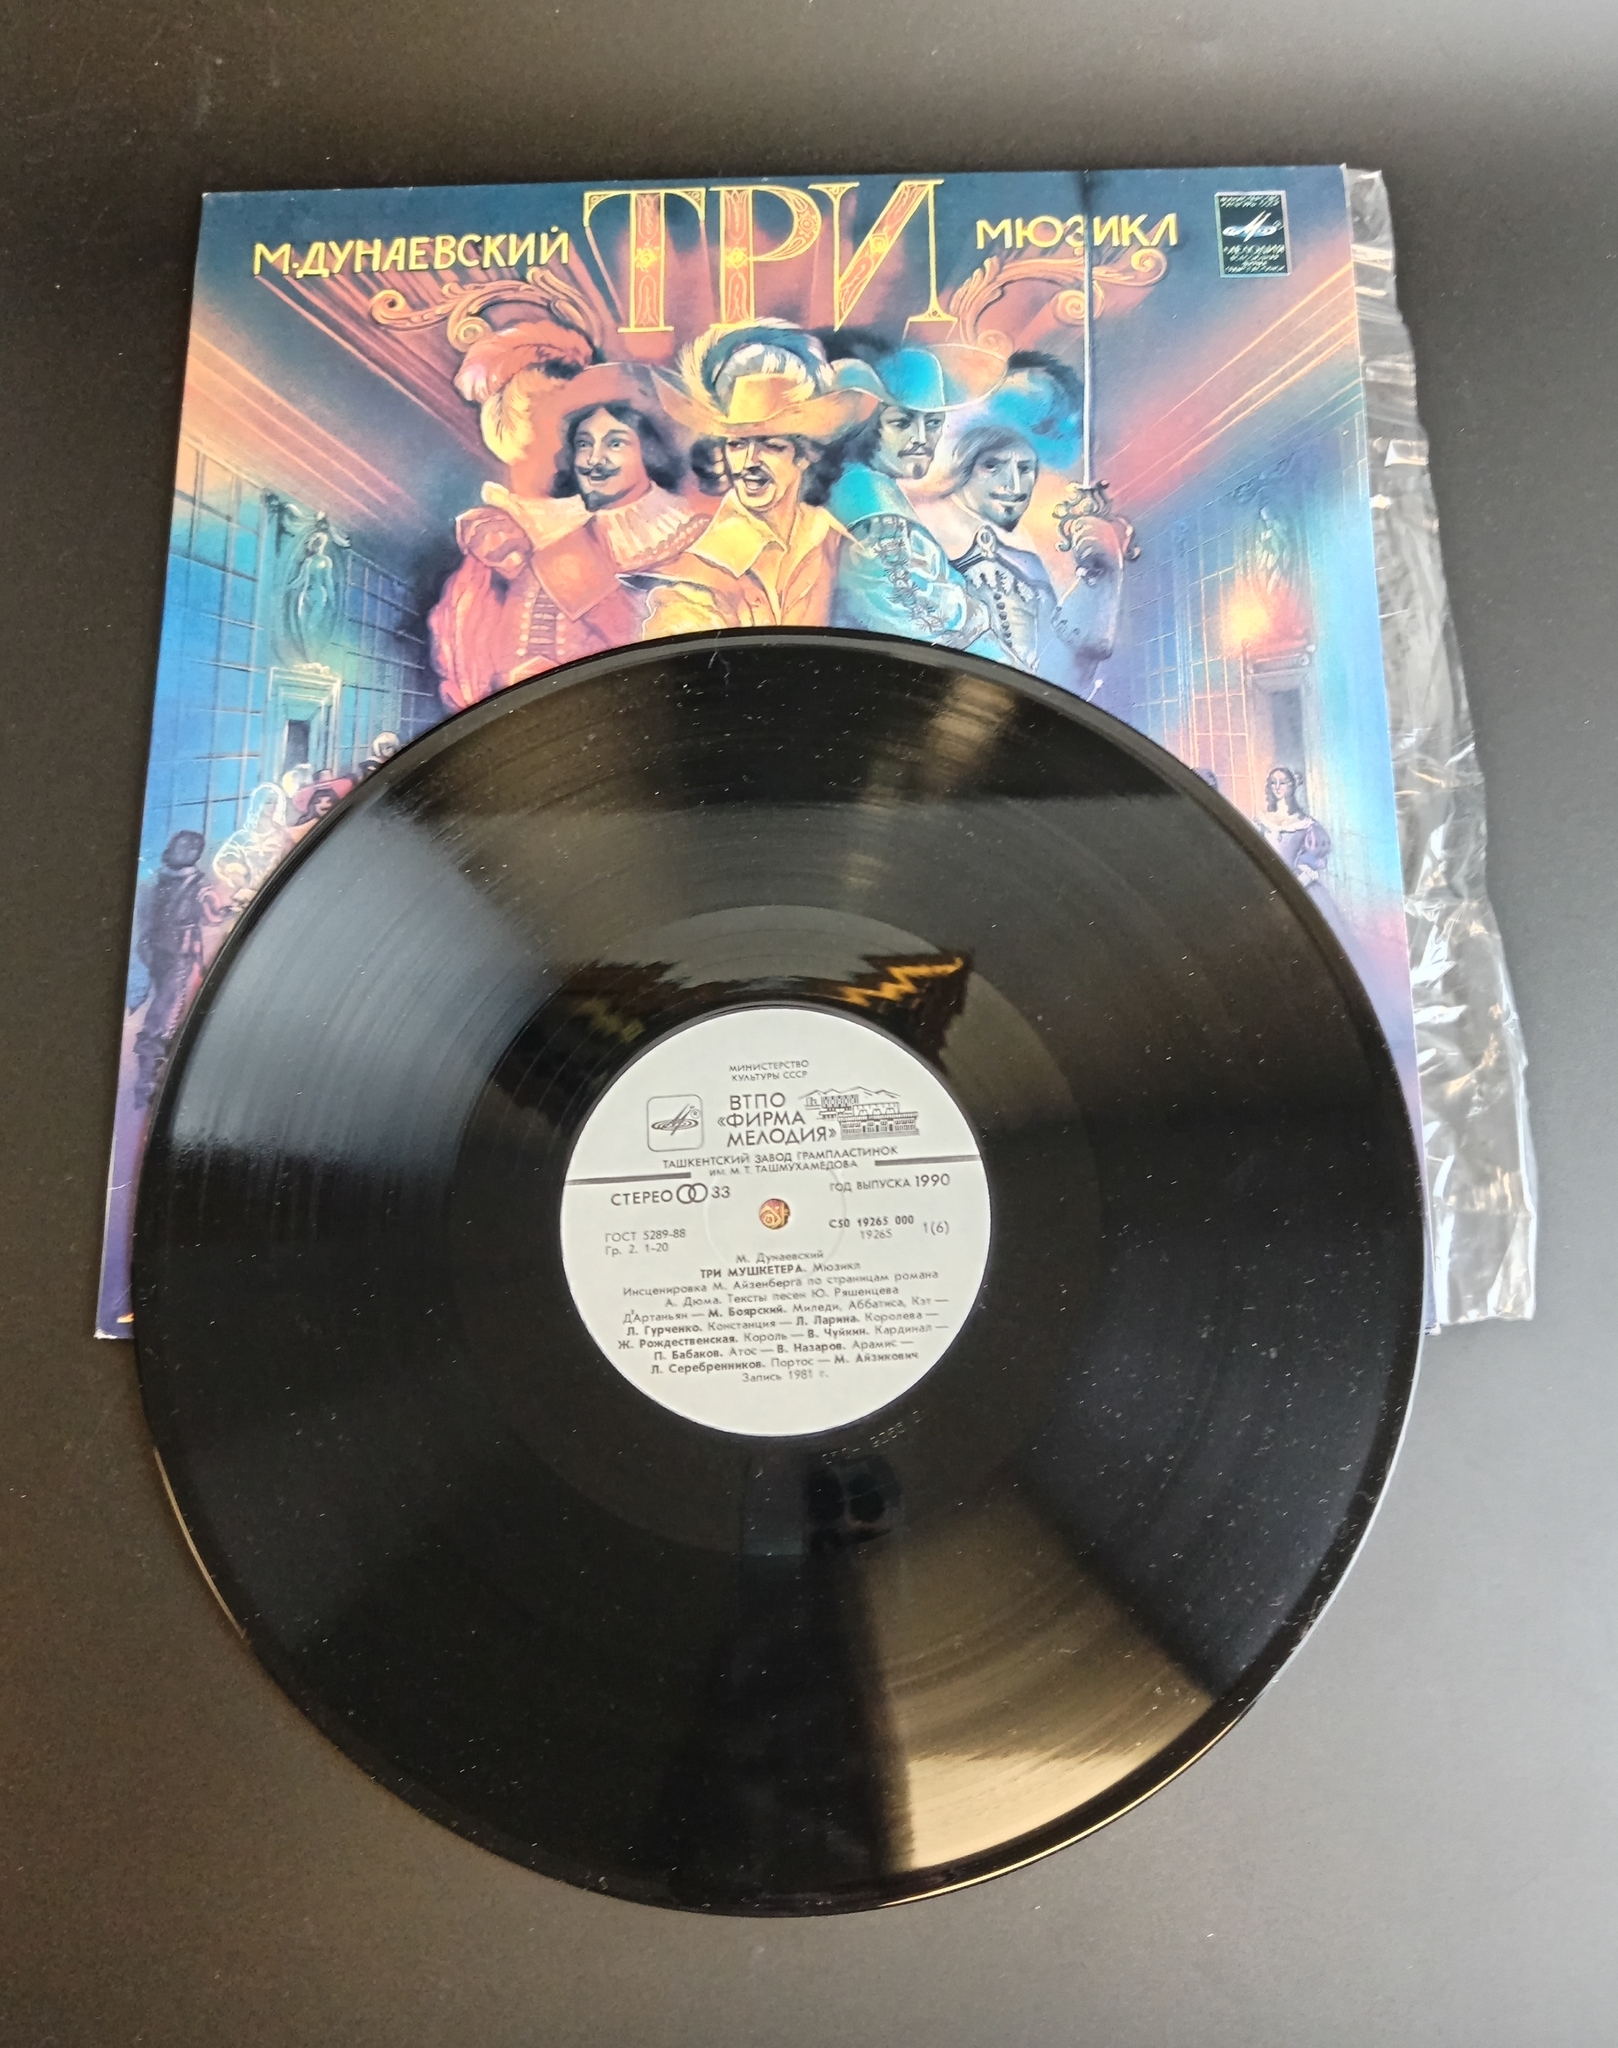 М. ДУНАЕВСКИЙ
ТРИ
МЮЗИКЛ
МЕЛОДИЯ
МИНИСТЕРСТВО
КУЛЬТУРЫ СССР
ВТПО
«ФИРМА
МЕЛОДИЯ»
ТАШКЕНТСКИЙ ЗАВОД ГРАМПЛАСТИНОК
ИМ. М. Т. ТАШМУХАМЕДОВА
СТЕРЕО 33
ГОД ВЫПУСКА 1990
ГОСТ 5289-88
Гр. 2. 1-20
С50 19265 000
19265
1(6)
М. Дунаевский
ТРИ МУШКЕТЕРА. Мюзикл
Инсценировка М. Айзенберга по страницам романа
А. Дюма. Тексты песен Ю. Ряшенцева
Д'Артаньян — М. Боярский. Миледи, Аббатиса, Кэт —
Л. Гурченко. Констанция — Л. Ларина. Королева —
Ж. Рождественская. Король — В. Чуйкин. Кардинал —
П. Бабаков. Атос — В. Назаров. Арамис —
Л. Серебренников. Портос — М. Айзикович
Запись 1981 г.